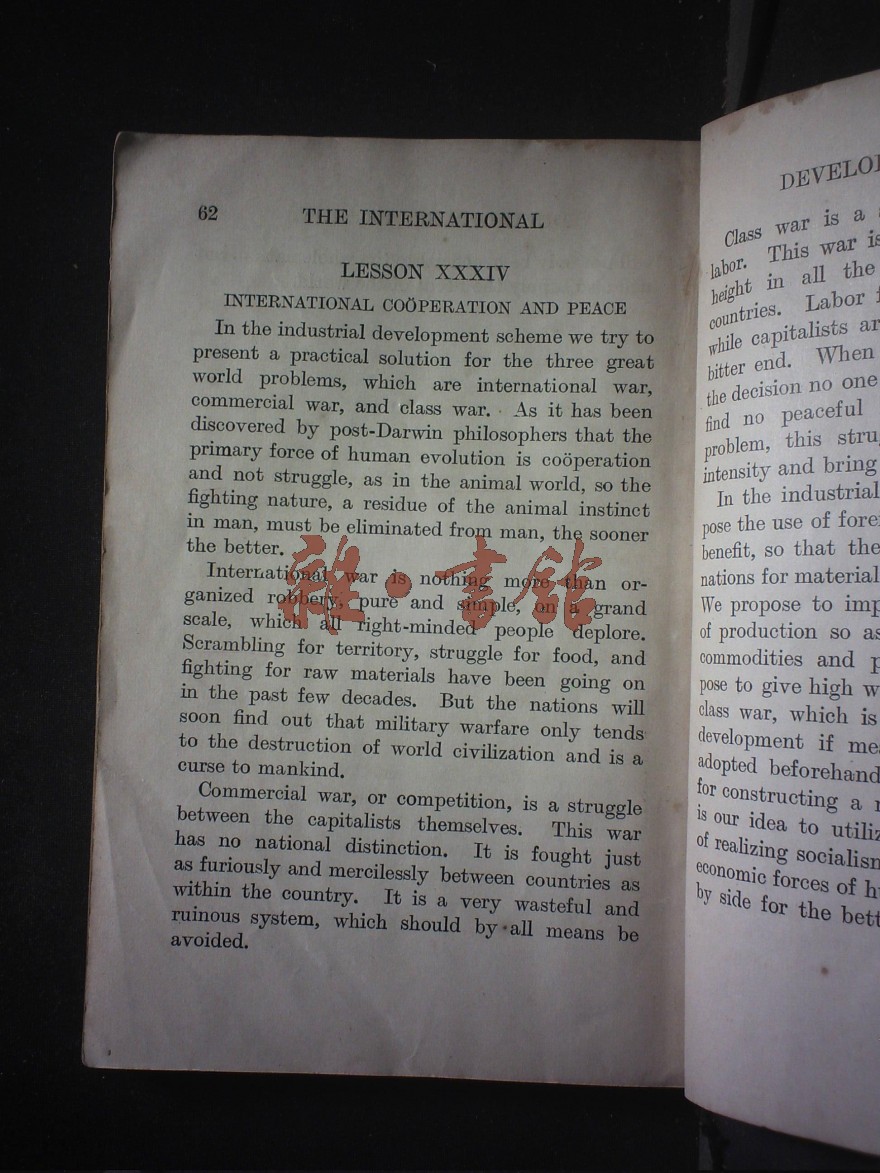 62 THE INTERNATIONAL
LESSON XXXIV
INTERNATIONAL COÖPERATION AND PEACE
In the industrial development scheme we try to
present a practical solution for the three great
world problems, which are international war,
commercial war, and class war. As it has been
discovered by post-Darwin philosophers that the
primary force of human evolution is coöperation
and not struggle, as in the animal world, so the
fighting nature, a residue of the animal instinct
in man, must be eliminated from man, the sooner
the better.
International war is nothing more than or-
ganized robbery, pure and simple, on a grand
scale, which all right-minded people deplore.
Scrambling for territory, struggle for food, and
fighting for raw materials have been going on
in the past few decades. But the nations will
soon find out that military warfare only tends
to the destruction of world civilization and is a
curse to mankind.
Commercial war, or competition, is a struggle
between the capitalists themselves. This war
has no national distinction. It is fought just
as furiously and mercilessly between countries as
within the country. It is a very wasteful and
ruinous system, which should by all means be
avoided.
雜·書館
Class war is a
labor. This war is
height in all the
countries. Labor
while capitalists
bitter end. When
the decision no one
find no peaceful
problem, this
intensity and bring
In the industrial
pose the use of
benefit, so that the
nations for material
We propose to
of production so as
commodities and
pose to give high
class war, which is
development if
adopted beforehand
for constructing a
is our idea to
of realizing
economic forces of
by side for the